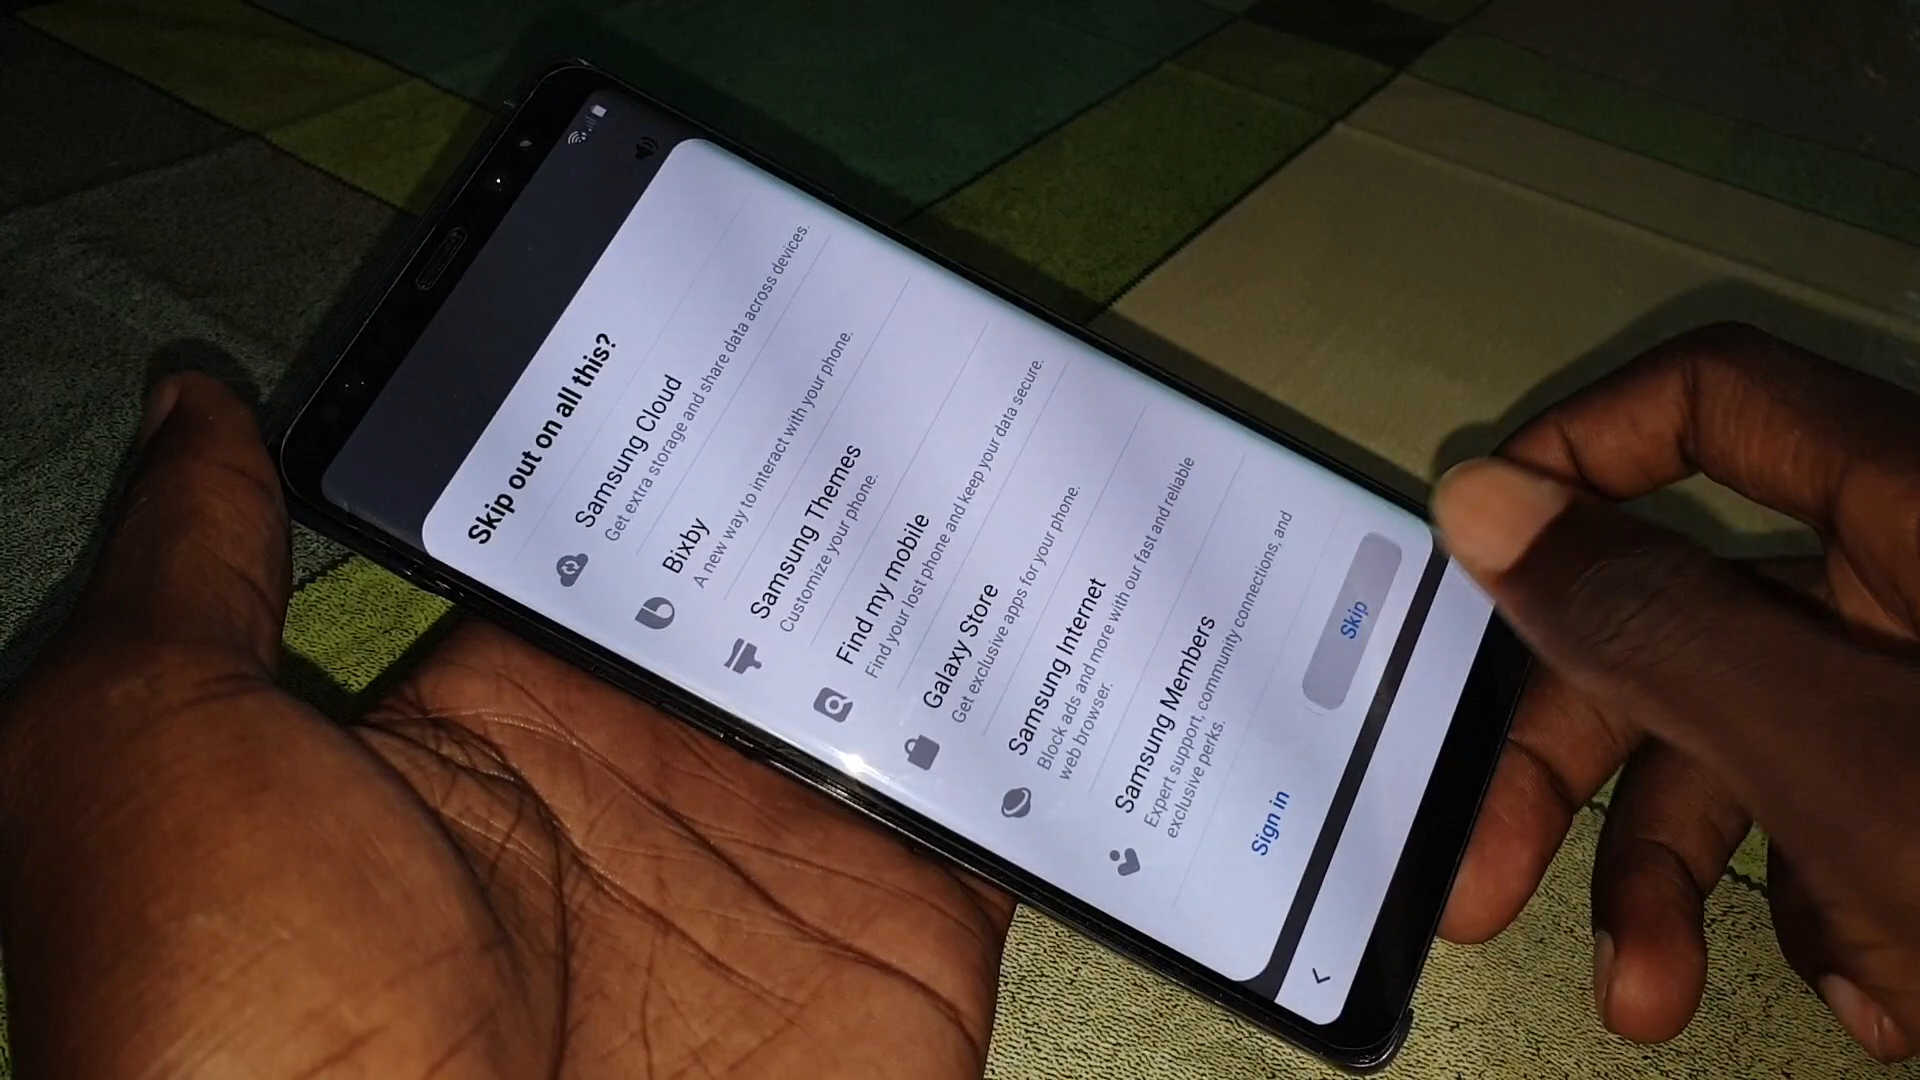 Skip out on all this?
Samsung Cloud
Get extra storage and share data across devices.
Bixby
A new way to interact with your phone.
Samsung Themes
Customize your phone.
Find my mobile
Find your lost phone and keep your data secure.
Galaxy Store
Get exclusive apps for your phone.
Samsung Internet
Block ads and more with our fast and reliable
web browser.
Samsung Members
Expert support, community connections, and
exclusive perks.
Sign in
Skip